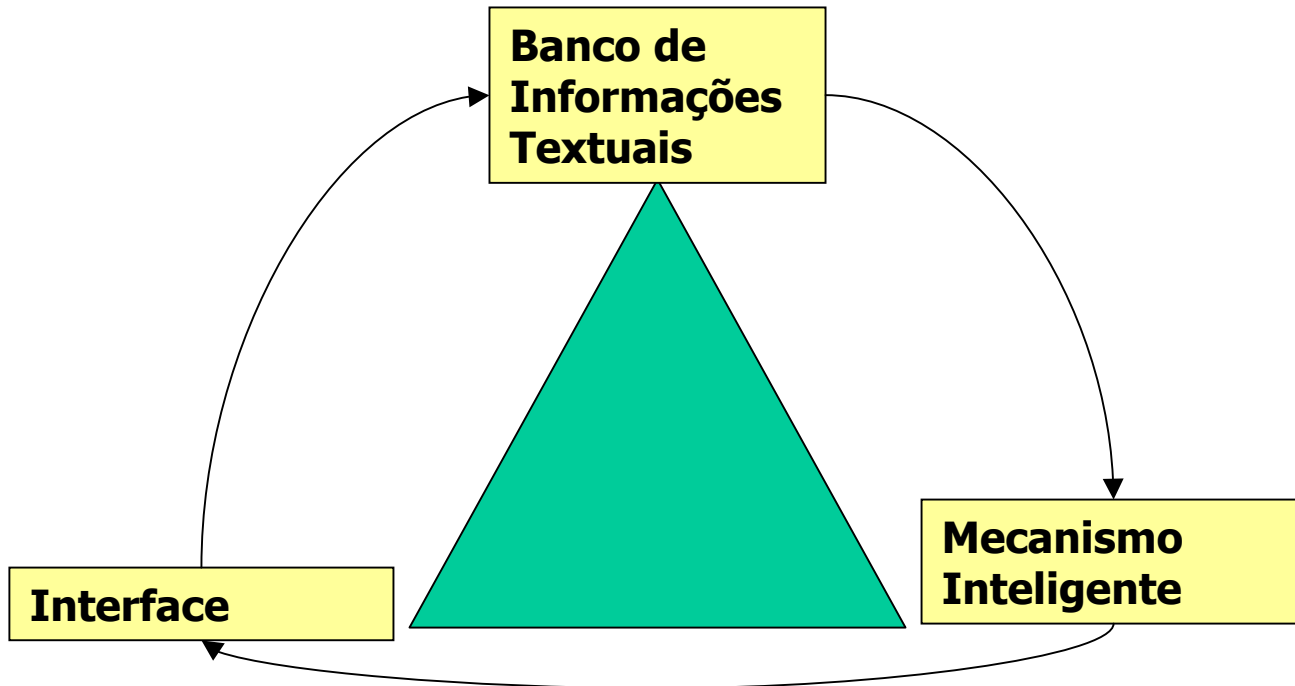 Banco de
Informações
Textuais
Mecanismo
Inteligente
Interface